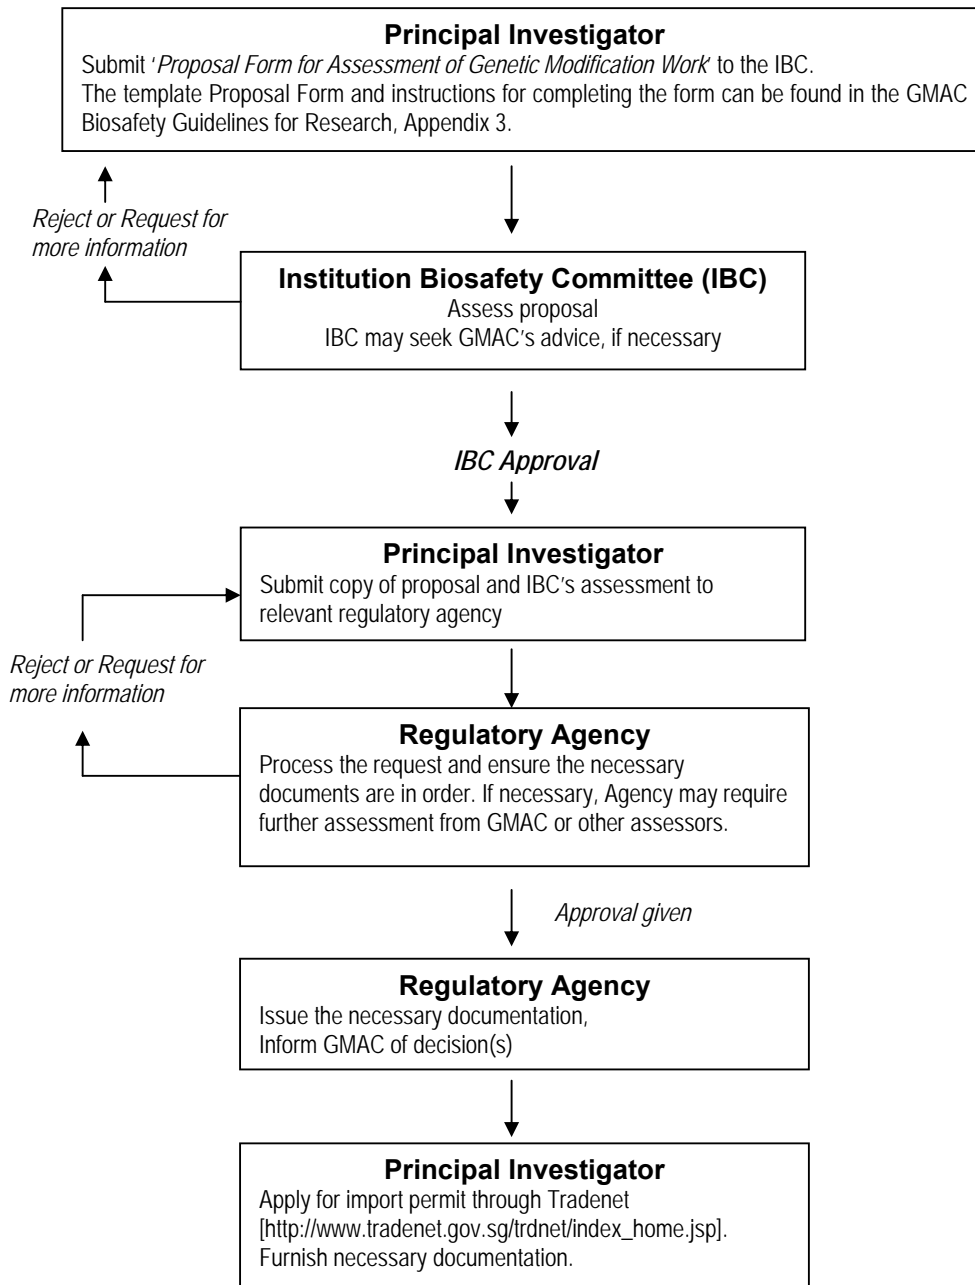 Principal Investigator
Submit 'Proposal Form for Assessment of Genetic Modification Work' to the IBC.
The template Proposal Form and instructions for completing the form can be found in the GMAC
Biosafety Guidelines for Research, Appendix 3.
Reject or Request for
more information
Institution Biosafety Committee (IBC)
Assess proposal
IBC may seek GMAC's advice, if necessary
IBC Approval
Principal Investigator
Submit copy of proposal and IBC's assessment to
relevant regulatory agency
Reject or Request for
more information
Regulatory Agency
Process the request and ensure the necessary
documents are in order. If necessary, Agency may require
further assessment from GMAC or other assessors.
Approval given
Regulatory Agency
Issue the necessary documentation,
Inform GMAC of decision(s)
Principal Investigator
Apply for import permit through Tradenet
[http://www.tradenet.gov.sg/trdnet/index_home.jsp].
Furnish necessary documentation.